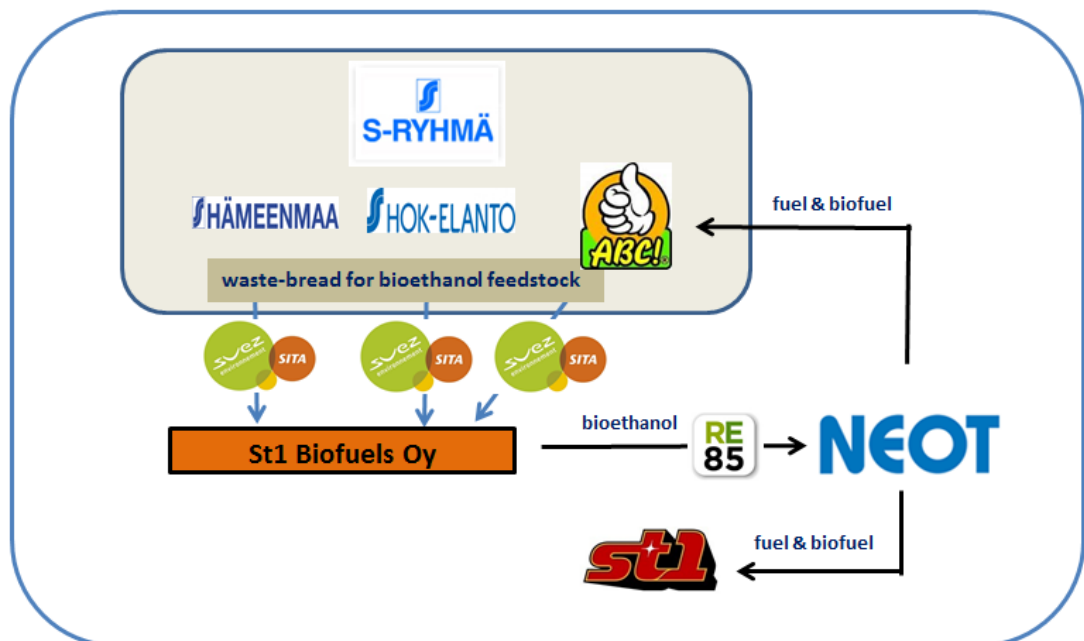 S-RYHMÄ
HÄMEENMAA
HOK-ELANTO
ABC!
fuel & biofuel
waste-bread for bioethanol feedstock
suez
environnement
SITA
suez
environnement
SITA
suez
environnement
SITA
St1 Biofuels Oy
bioethanol
RE
85
NEOT
st1
fuel & biofuel